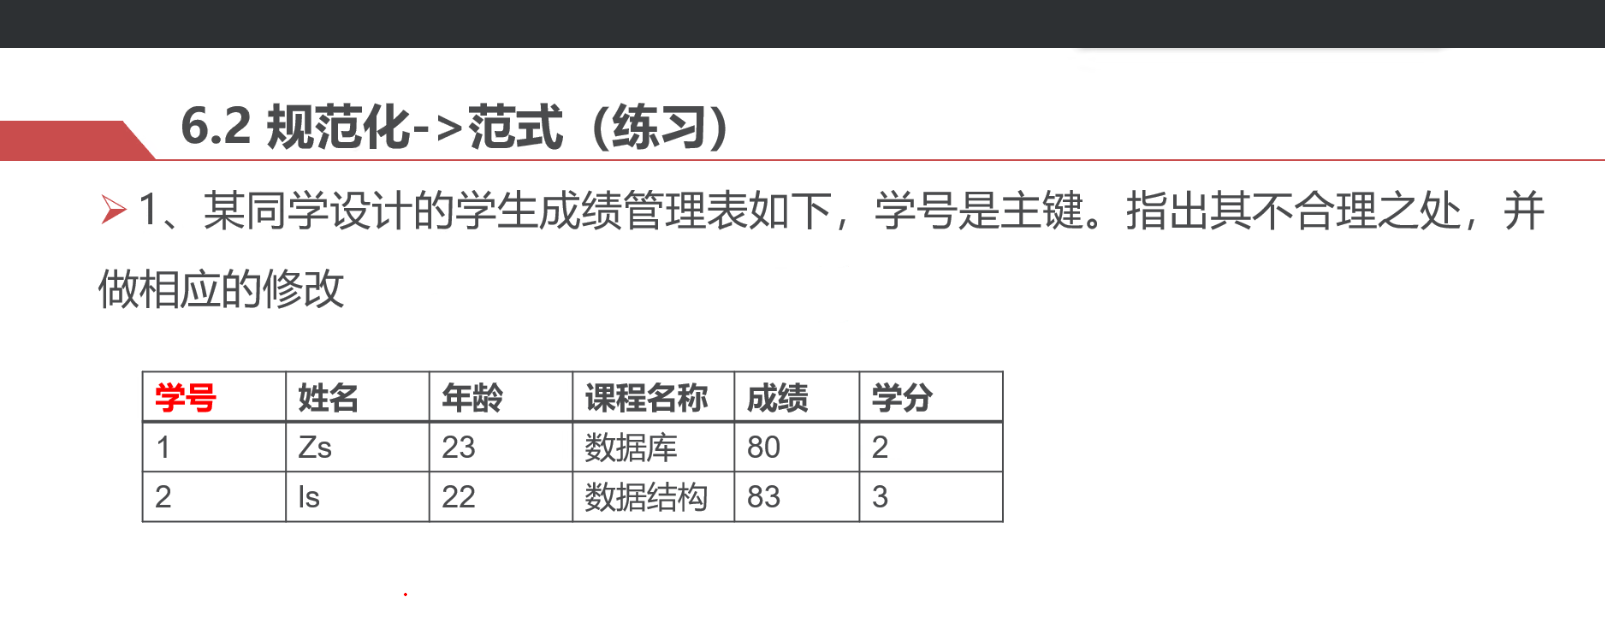 6.2 规范化->范式（练习）
1、某同学设计的学生成绩管理表如下，学号是主键。指出其不合理之处，并
做相应的修改
学号 姓名 年龄 课程名称 成绩 学分
1 Zs 23 数据库 80 2
2 ls 22 数据结构 83 3